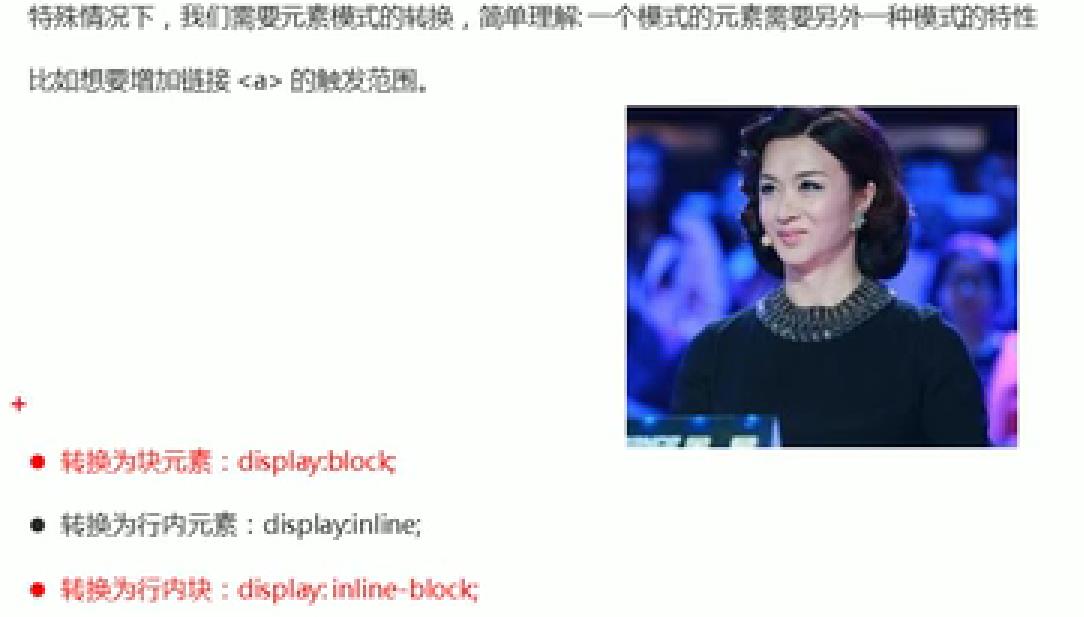 特殊情况下，我们需要元素模式的转换，简单理解: 一个模式的元素需要另外一种模式的特性
比如想要增加链接 <a> 的触发范围。
转换为块元素：display:block;
转换为行内元素：display:inline;
转换为行内块：display: inline-block;